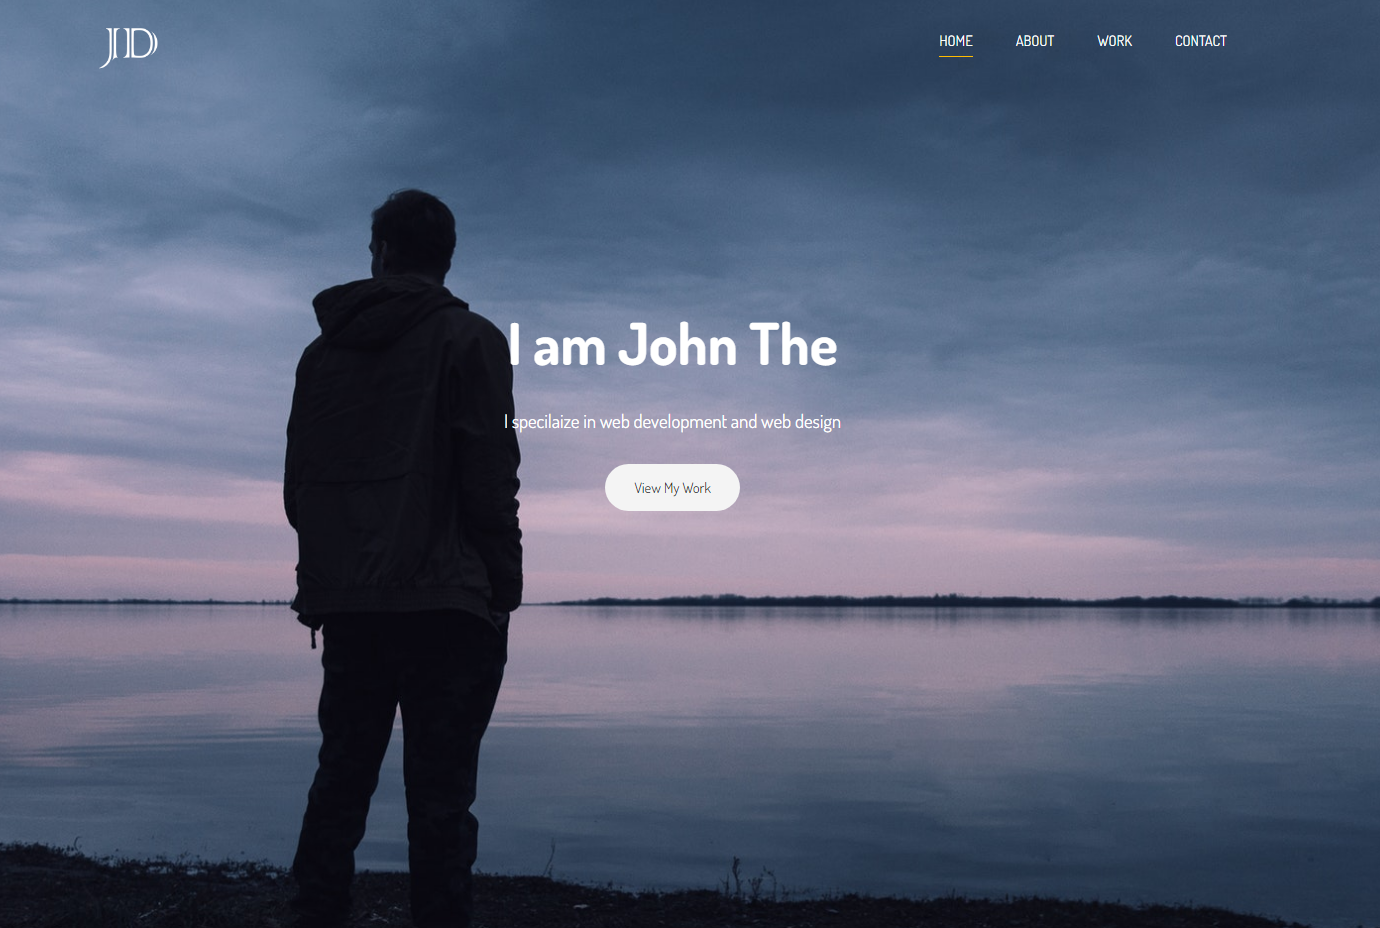 JD
HOME ABOUT WORK CONTACT
I am John The
I specilaize in web development and web design
View My Work